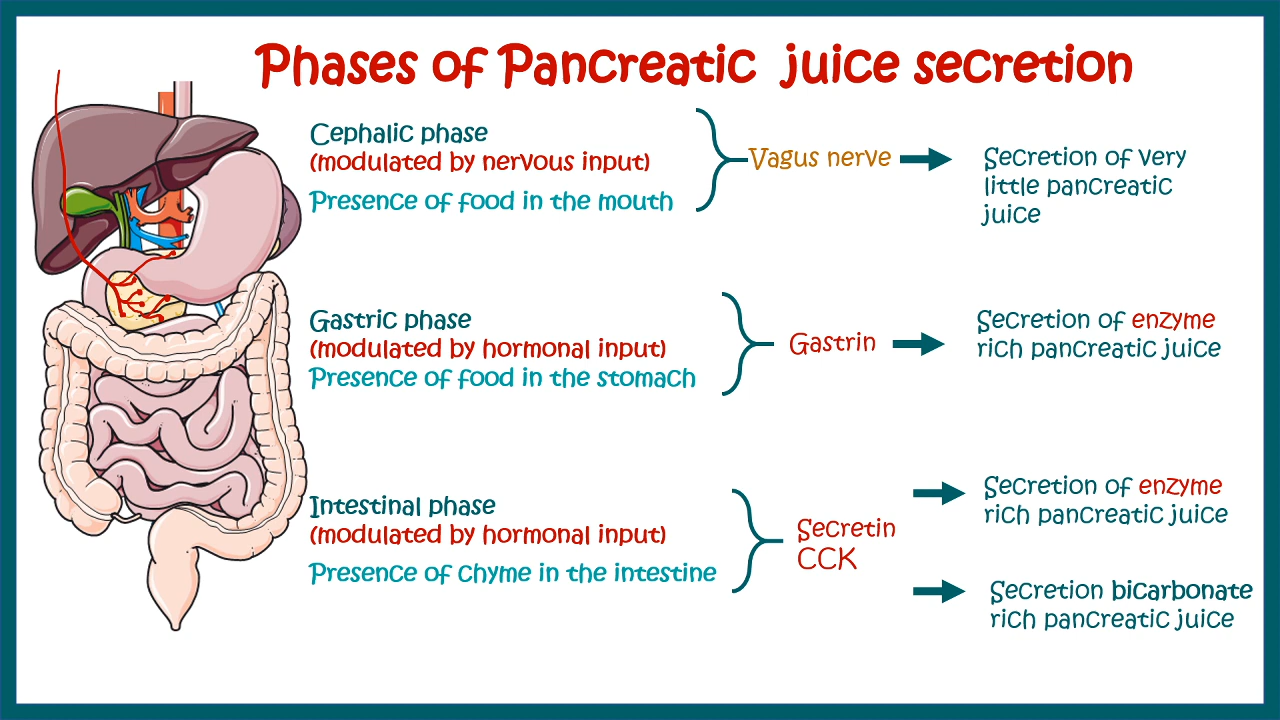 Phases of Pancreatic juice secretion
Cephalic phase
(modulated by nervous input)
Presence of food in the mouth
Vagus nerve
Secretion of very
little pancreatic
juice
Gastric phase
(modulated by hormonal input)
Presence of food in the stomach
Gastrin
Secretion of enzyme
rich pancreatic juice
Intestinal phase
(modulated by hormonal input)
Presence of chyme in the intestine
Secretin
CCK
Secretion of enzyme
rich pancreatic juice
Secretion bicarbonate
rich pancreatic juice